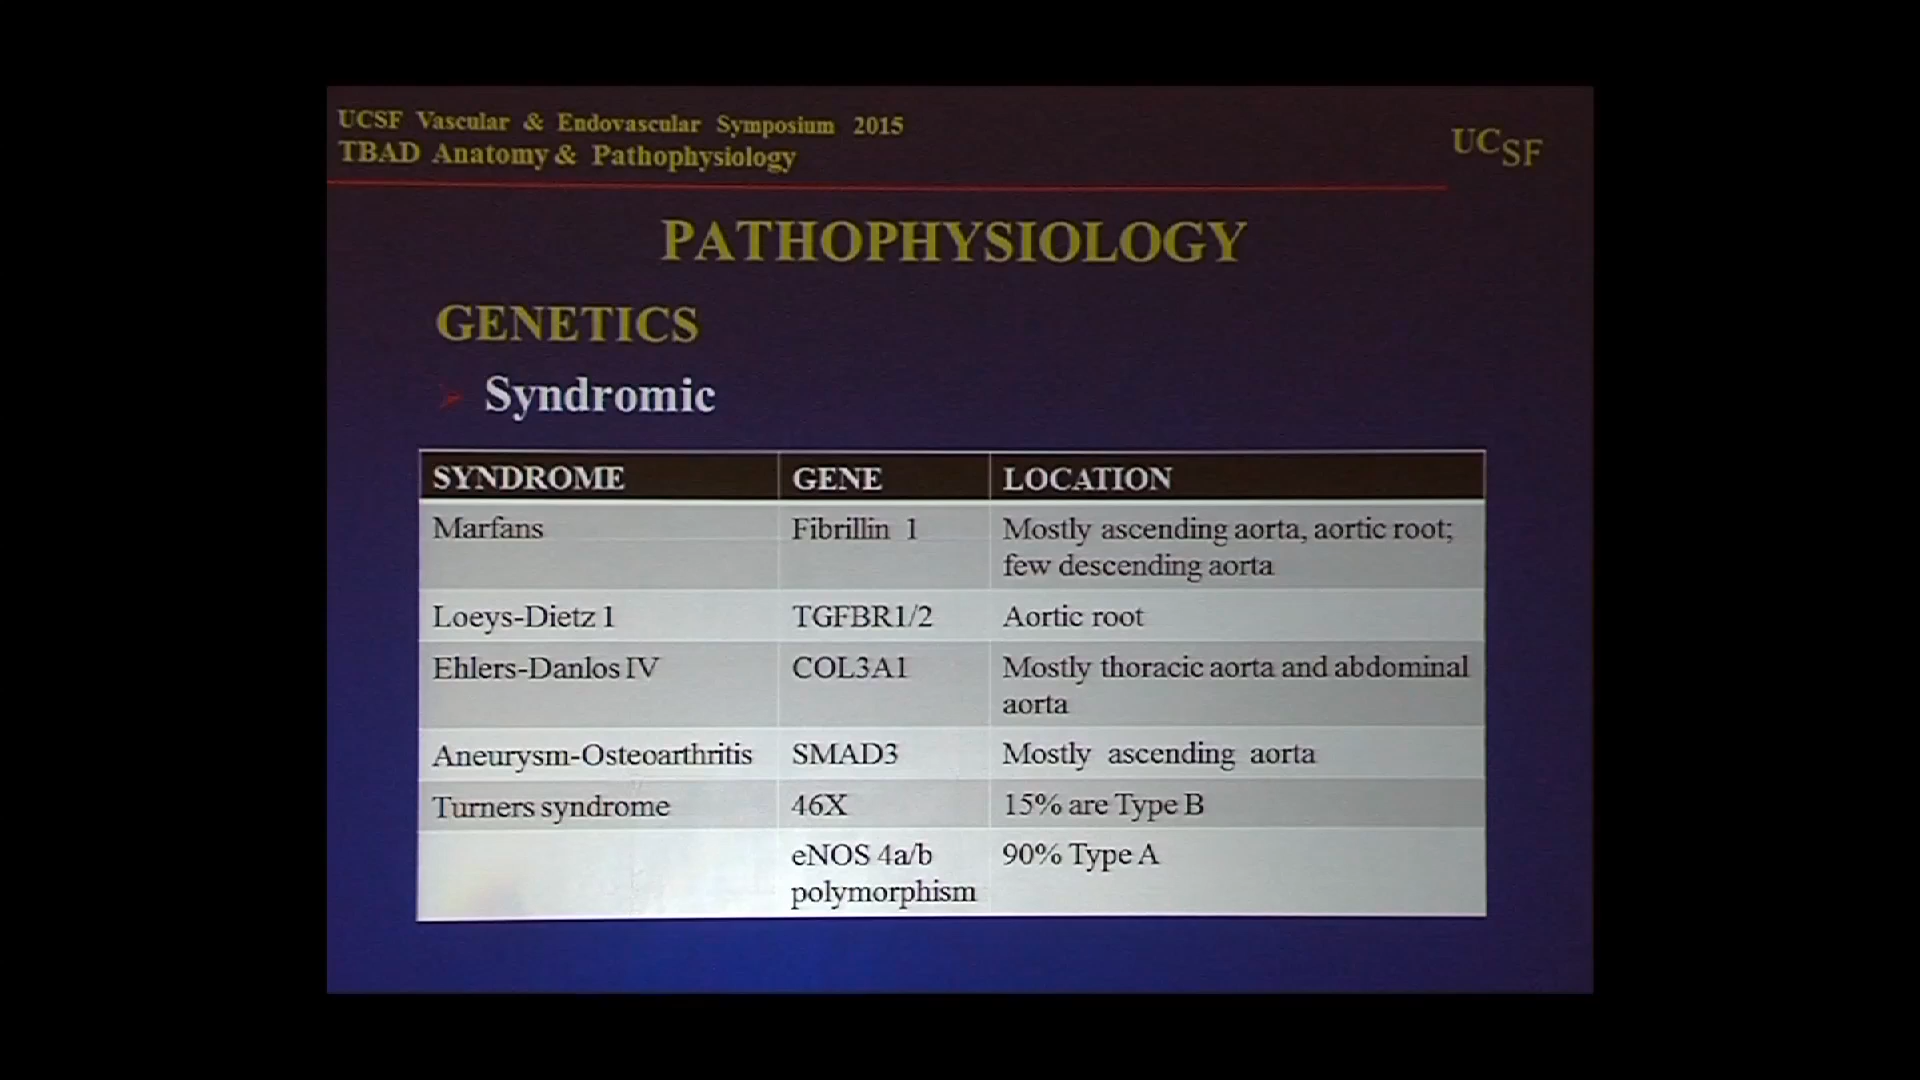 UCSF Vascular & Endovascular Symposium 2015
TBAD Anatomy & Pathophysiology
UCSF
PATHOPHYSIOLOGY
GENETICS
Syndromic
SYNDROME GENE LOCATION
Marfans Fibrillin 1 Mostly ascending aorta, aortic root;
few descending aorta
Loeys-Dietz 1 TGFBR1/2 Aortic root
Ehlers-Danlos IV COL3A1 Mostly thoracic aorta and abdominal
aorta
Aneurysm-Osteoarthritis SMAD3 Mostly ascending aorta
Turners syndrome 46X 15% are Type B
eNOS 4a/b 90% Type A
polymorphism